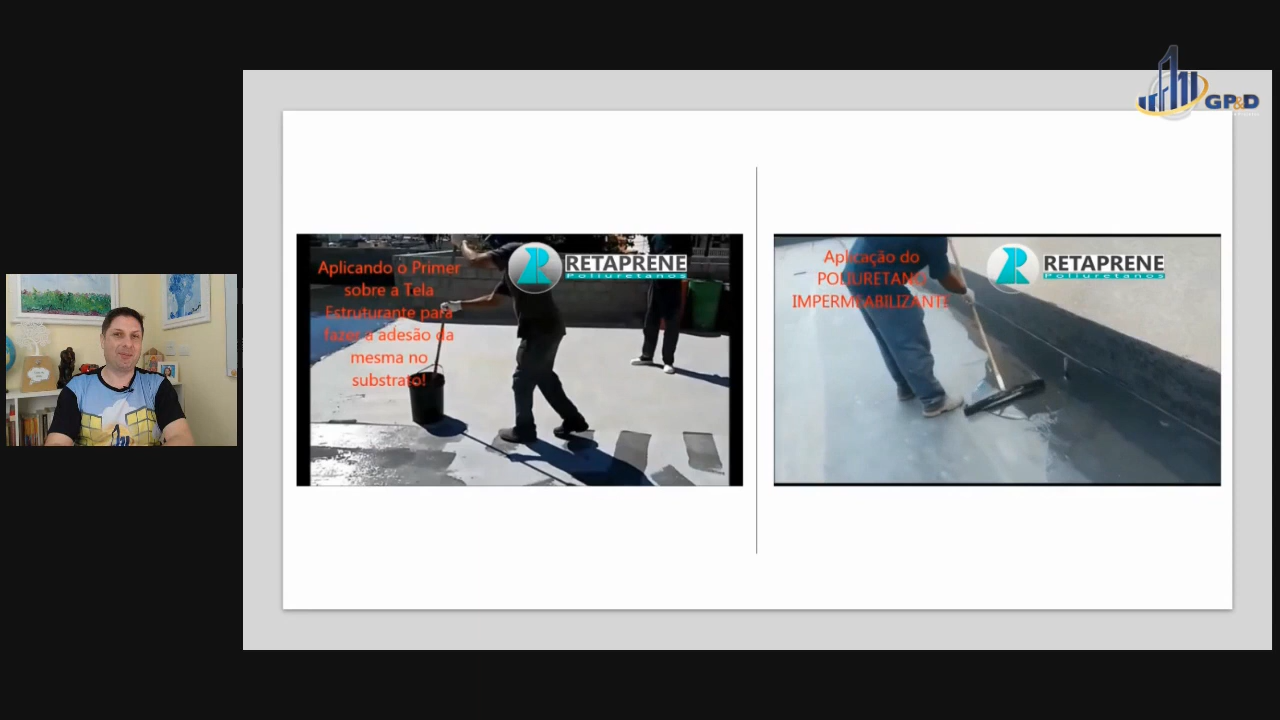 GP&D
Aplicando o Primer
sobre a Tela
Estruturante para
fazer a adesão da
mesma no
substrato!
RETAPRENE
Poliuretanos
Aplicação do
POLIURETANO
IMPERMEABILIZANTE
RETAPRENE
Poliuretanos